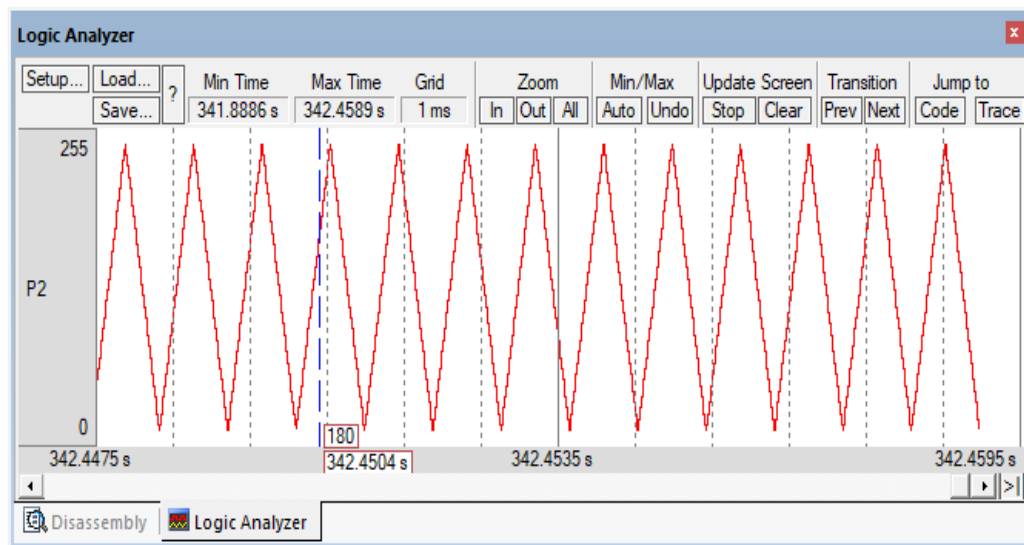 Logic Analyzer x
Setup... Load... ? Min Time Max Time Grid Zoom Min/Max Update Screen Transition Jump to
Save... 341.8886 s 342.4589 s 1 ms In Out All Auto Undo Stop Clear Prev Next Code Trace
255
P2
0
180
342.4475 s 342.4504 s 342.4535 s 342.4595 s
>|
Disassembly Logic Analyzer